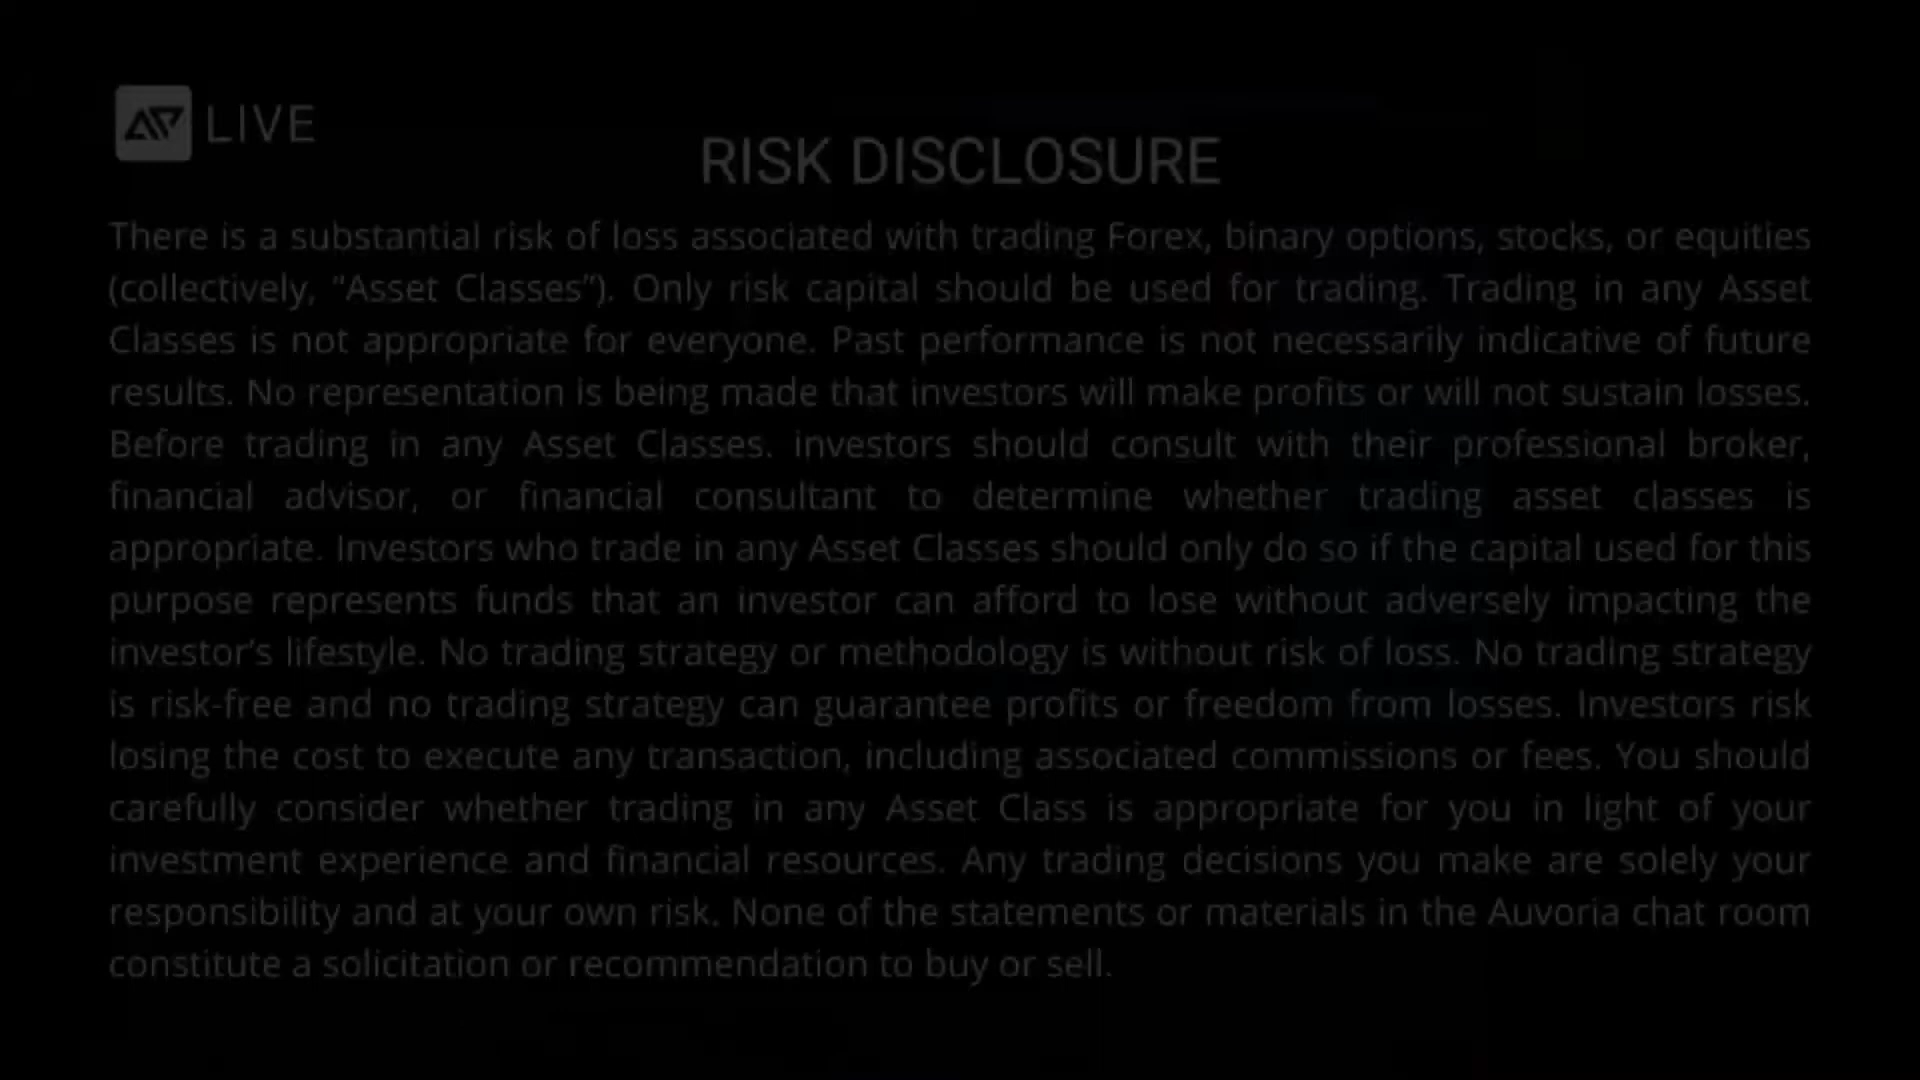 LIVE
RISK DISCLOSURE
There is a substantial risk of loss associated with trading Forex, binary options, stocks, or equities
(collectively, “Asset Classes”). Only risk capital should be used for trading. Trading in any Asset
Classes is not appropriate for everyone. Past performance is not necessarily indicative of future
results. No representation is being made that investors will make profits or will not sustain losses.
Before trading in any Asset Classes. investors should consult with their professional broker,
financial advisor, or financial consultant to determine whether trading asset classes is
appropriate. Investors who trade in any Asset Classes should only do so if the capital used for this
purpose represents funds that an investor can afford to lose without adversely impacting the
investor’s lifestyle. No trading strategy or methodology is without risk of loss. No trading strategy
is risk-free and no trading strategy can guarantee profits or freedom from losses. Investors risk
losing the cost to execute any transaction, including associated commissions or fees. You should
carefully consider whether trading in any Asset Class is appropriate for you in light of your
investment experience and financial resources. Any trading decisions you make are solely your
responsibility and at your own risk. None of the statements or materials in the Auvoria chat room
constitute a solicitation or recommendation to buy or sell.